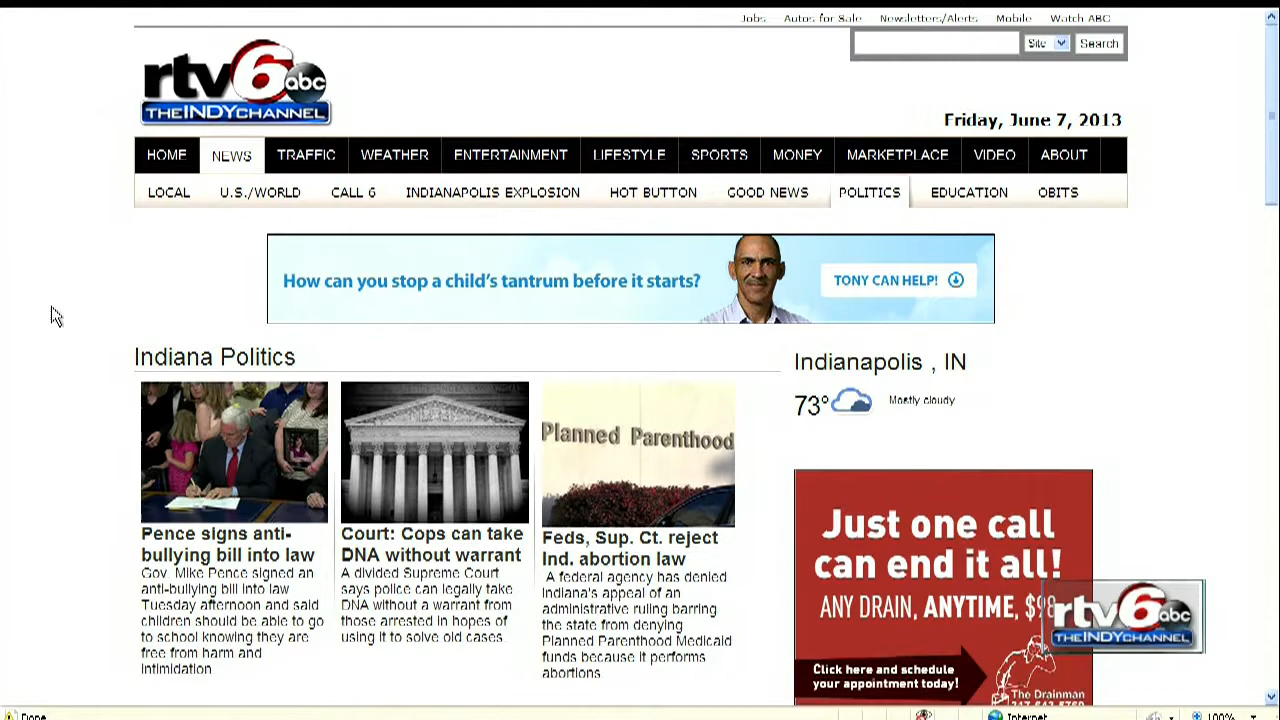 Jobs Autos for Sale Newsletters/Alerts Mobile Watch ABC
Site Search
rtv6 abc
THEINDYCHANNEL
Friday, June 7, 2013
HOME NEWS TRAFFIC WEATHER ENTERTAINMENT LIFESTYLE SPORTS MONEY MARKETPLACE VIDEO ABOUT
LOCAL U.S./WORLD CALL 6 INDIANAPOLIS EXPLOSION HOT BUTTON GOOD NEWS POLITICS EDUCATION OBITS
How can you stop a child's tantrum before it starts? TONY CAN HELP!
Indiana Politics
Pence signs anti-
bullying bill into law
Gov. Mike Pence signed an
anti-bullying bill into law
Tuesday afternoon and said
children should be able to go
to school knowing they are
free from harm and
intimidation
Court: Cops can take
DNA without warrant
A divided Supreme Court
says police can legally take
DNA without a warrant from
those arrested in hopes of
using it to solve old cases.
Planned Parenthood
Feds, Sup. Ct. reject
Ind. abortion law
A federal agency has denied
Indiana's appeal of an
administrative ruling barring
the state from denying
Planned Parenthood Medicaid
funds because it performs
abortions.
Indianapolis , IN
73° Mostly cloudy
Just one call
can end it all!
ANY DRAIN, ANYTIME, $98
Click here and schedule
your appointment today!
The Drainman
rtv6 abc
THEINDYCHANNEL
Done Internet 100%